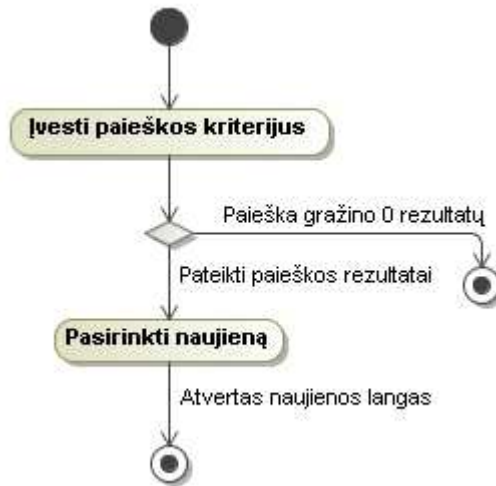 Įvesti paieškos kriterijus
Paieška gražino 0 rezultatų
Pateikti paieškos rezultatai
Pasirinkti naujieną
Atvertas naujienos langas